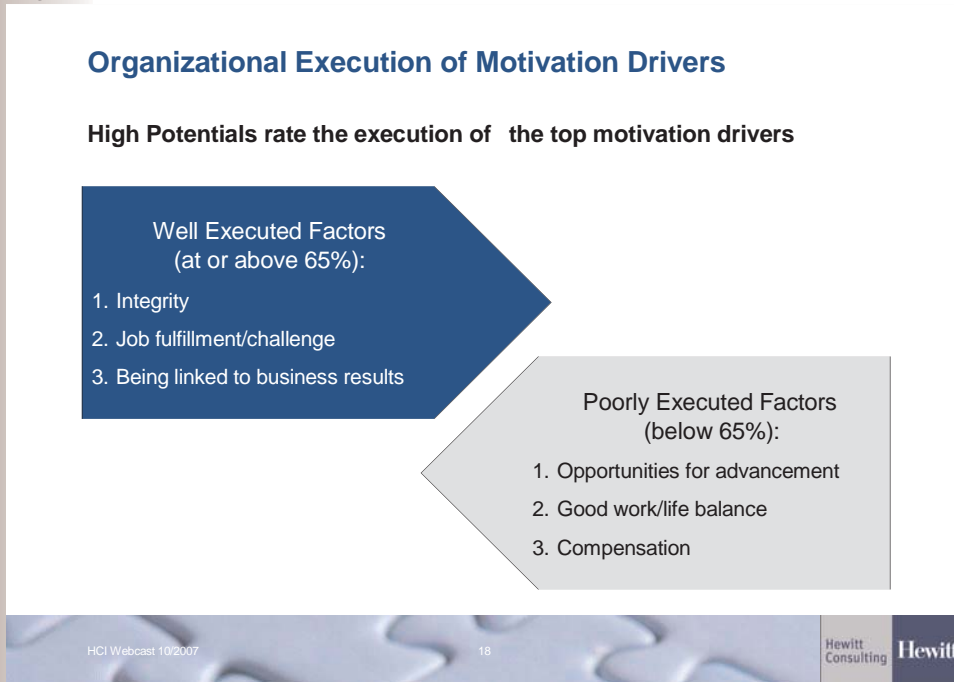 Organizational Execution of Motivation Drivers
High Potentials rate the execution of the top motivation drivers
Well Executed Factors
(at or above 65%):
1. Integrity
2. Job fulfillment/challenge
3. Being linked to business results
Poorly Executed Factors
(below 65%):
1. Opportunities for advancement
2. Good work/life balance
3. Compensation
HCI Webcast 10/2007
18
Hewitt
Consulting
Hewitt